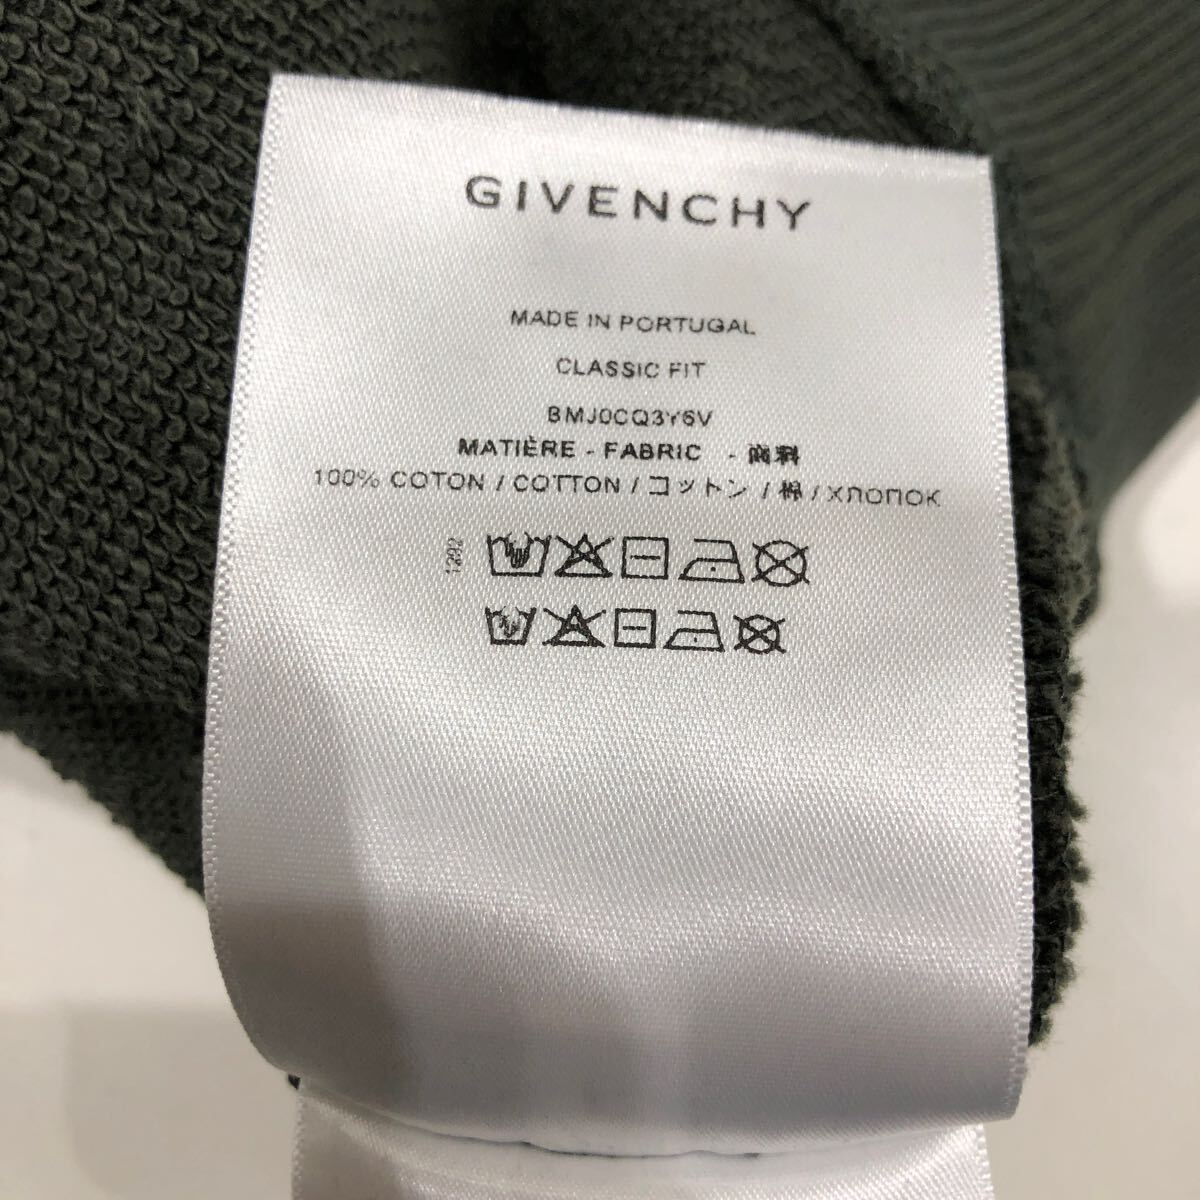 GIVENCHY
MADE IN PORTUGAL
CLASSIC FIT
BMJ0CQ3Y6V
MATIÈRE - FABRIC - 面料
100% COTON / COTTON / コットン / 棉 / ХЛОПОК
1292